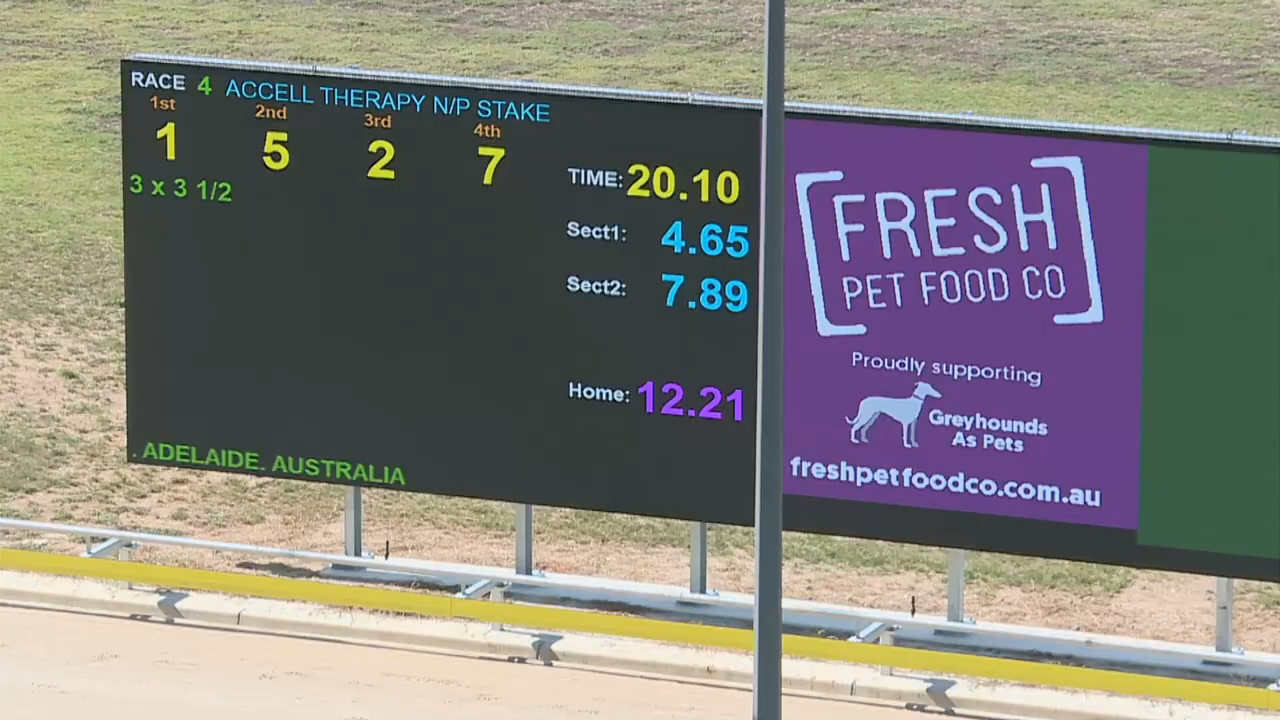 RACE 4 ACCELL THERAPY N/P STAKE
1st 2nd 3rd 4th
1 5 2 7
3 x 3 1/2
TIME: 20.10
Sect1: 4.65
Sect2: 7.89
Home: 12.21
. ADELAIDE. AUSTRALIA
FRESH
PET FOOD CO
Proudly supporting
Greyhounds
As Pets
freshpetfoodco.com.au